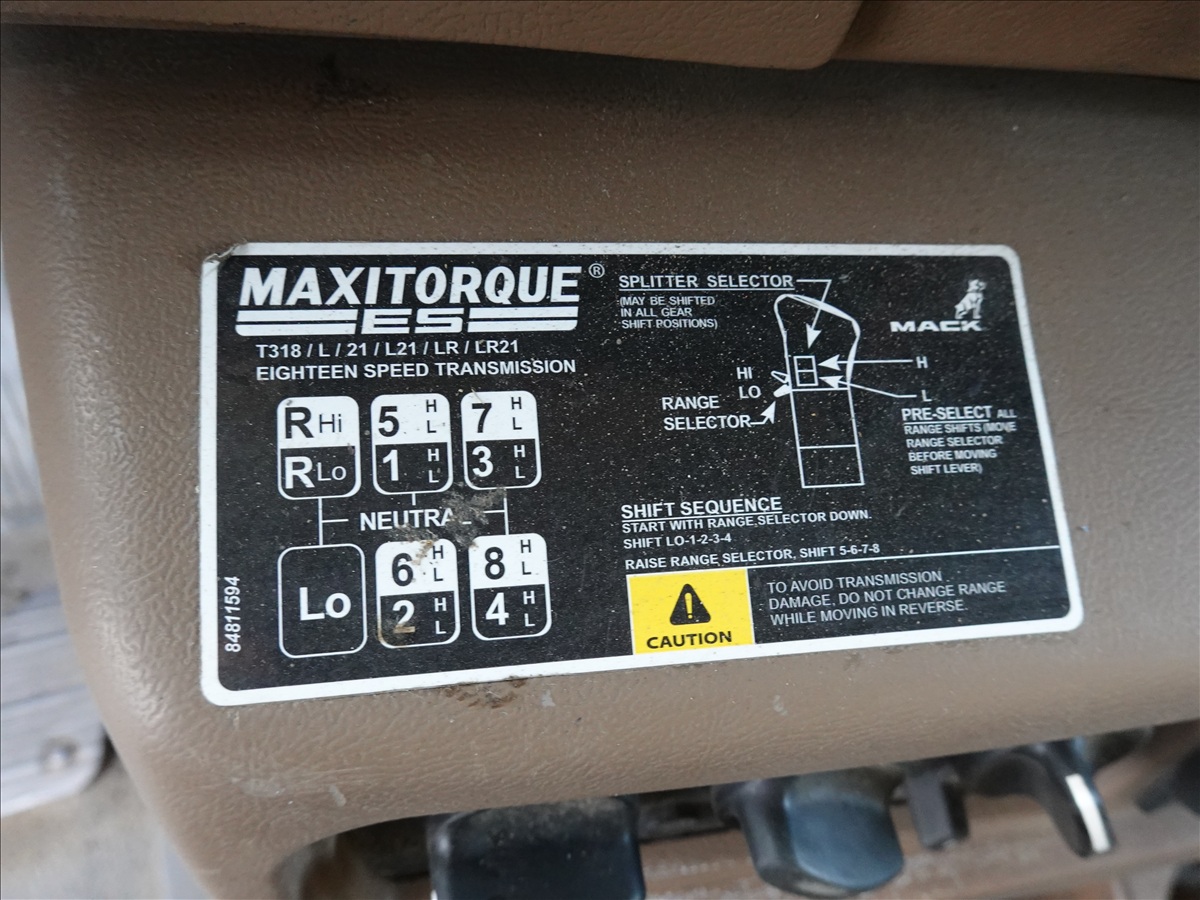 MAXITORQUE®
ES
T318 / L / 21 / L21 / LR / LR21
EIGHTEEN SPEED TRANSMISSION
R Hi
R Lo
5 H L
1 H L
7 H L
3 H L
NEUTRAL
Lo
6 H L
2 H L
8 H L
4 H L
84811594
SPLITTER SELECTOR
(MAY BE SHIFTED
IN ALL GEAR
SHIFT POSITIONS)
MACK
HI
LO
RANGE
SELECTOR
H
L
PRE-SELECT ALL
RANGE SHIFTS (MOVE
RANGE SELECTOR
BEFORE MOVING
SHIFT LEVER)
SHIFT SEQUENCE
START WITH RANGE SELECTOR DOWN.
SHIFT LO-1-2-3-4
RAISE RANGE SELECTOR, SHIFT 5-6-7-8
CAUTION
TO AVOID TRANSMISSION
DAMAGE, DO NOT CHANGE RANGE
WHILE MOVING IN REVERSE.